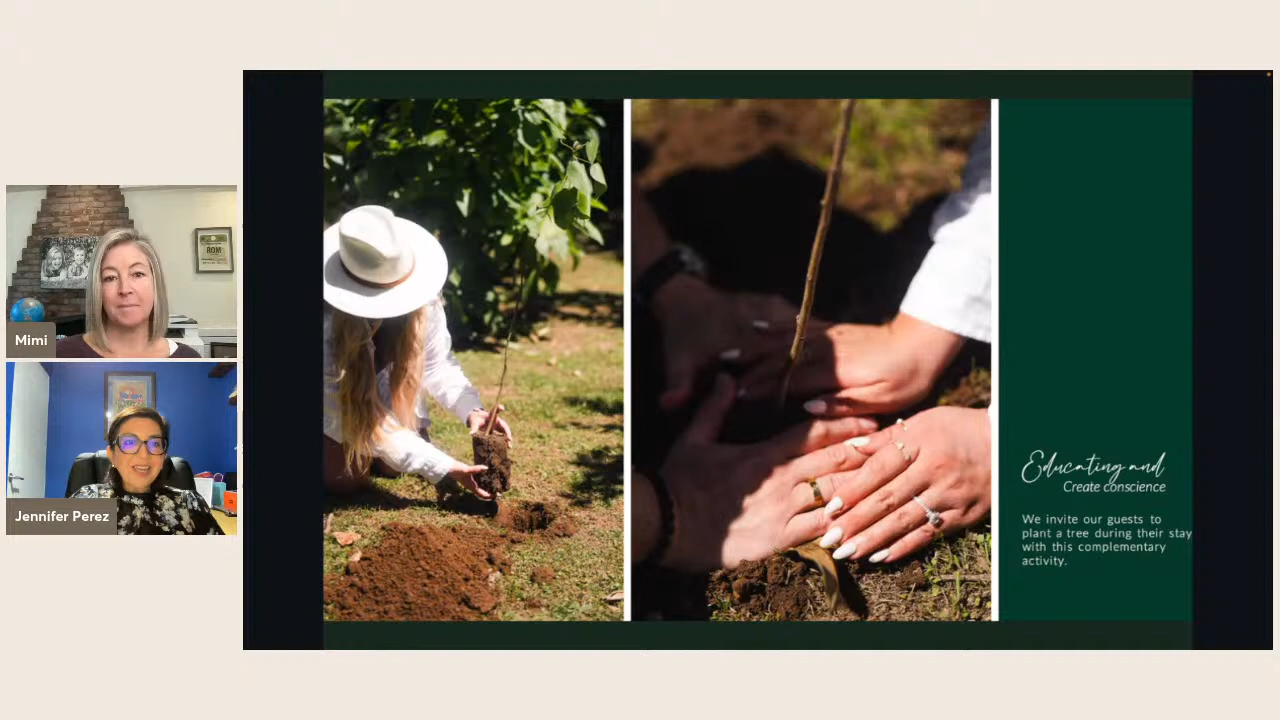 ROM
Mimi
Jennifer Perez
Educating and
Create conscience
We invite our guests to
plant a tree during their stay
with this complementary
activity.